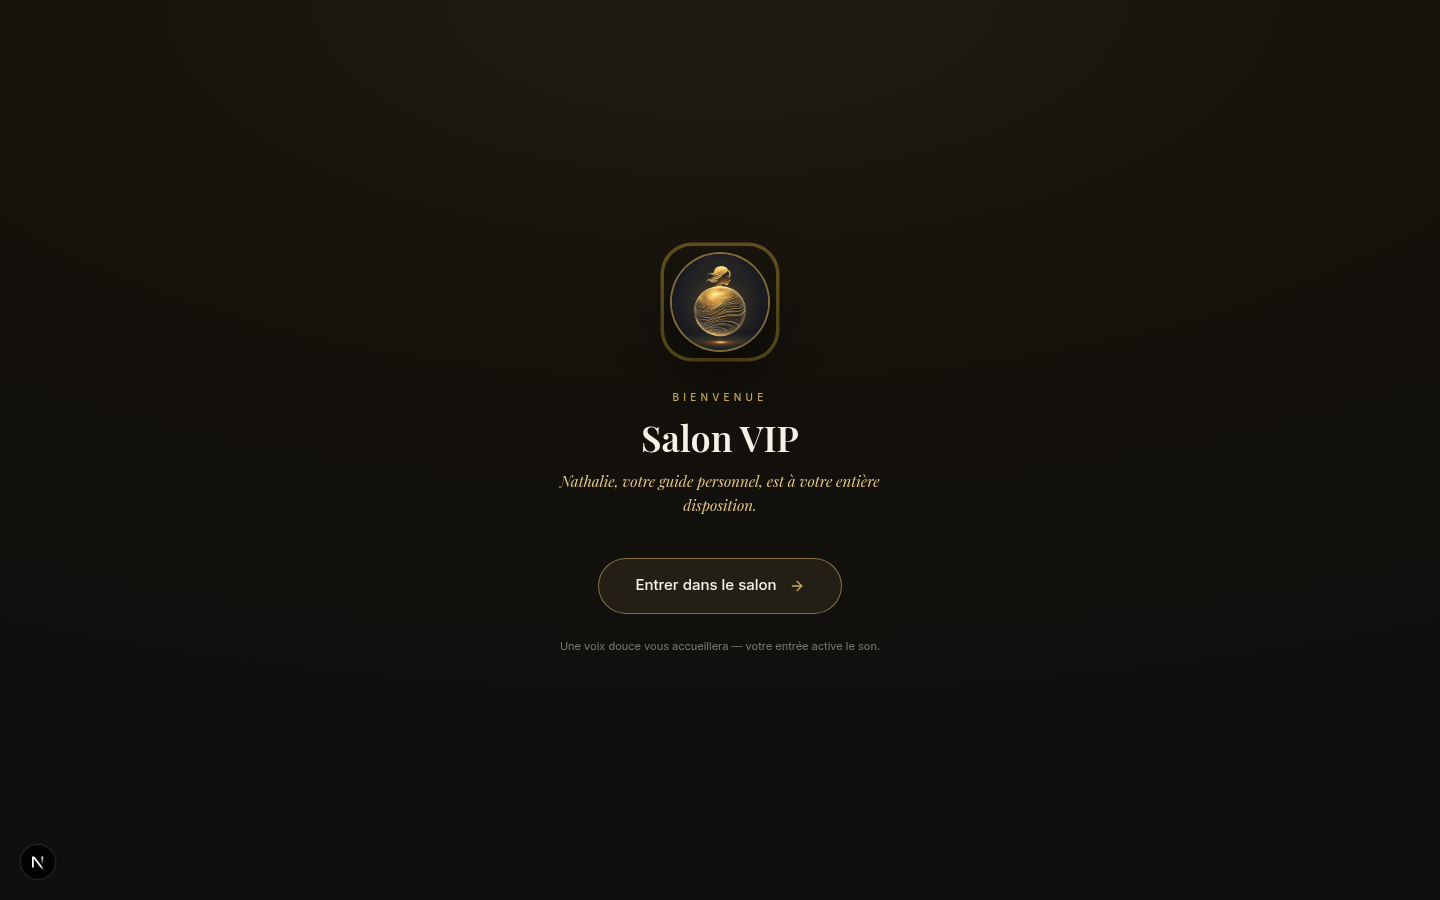 BIENVENUE
Salon VIP
Nathalie, votre guide personnel, est à votre entière
disposition.
Entrer dans le salon →
Une voix douce vous accueillera — votre entrée active le son.
N